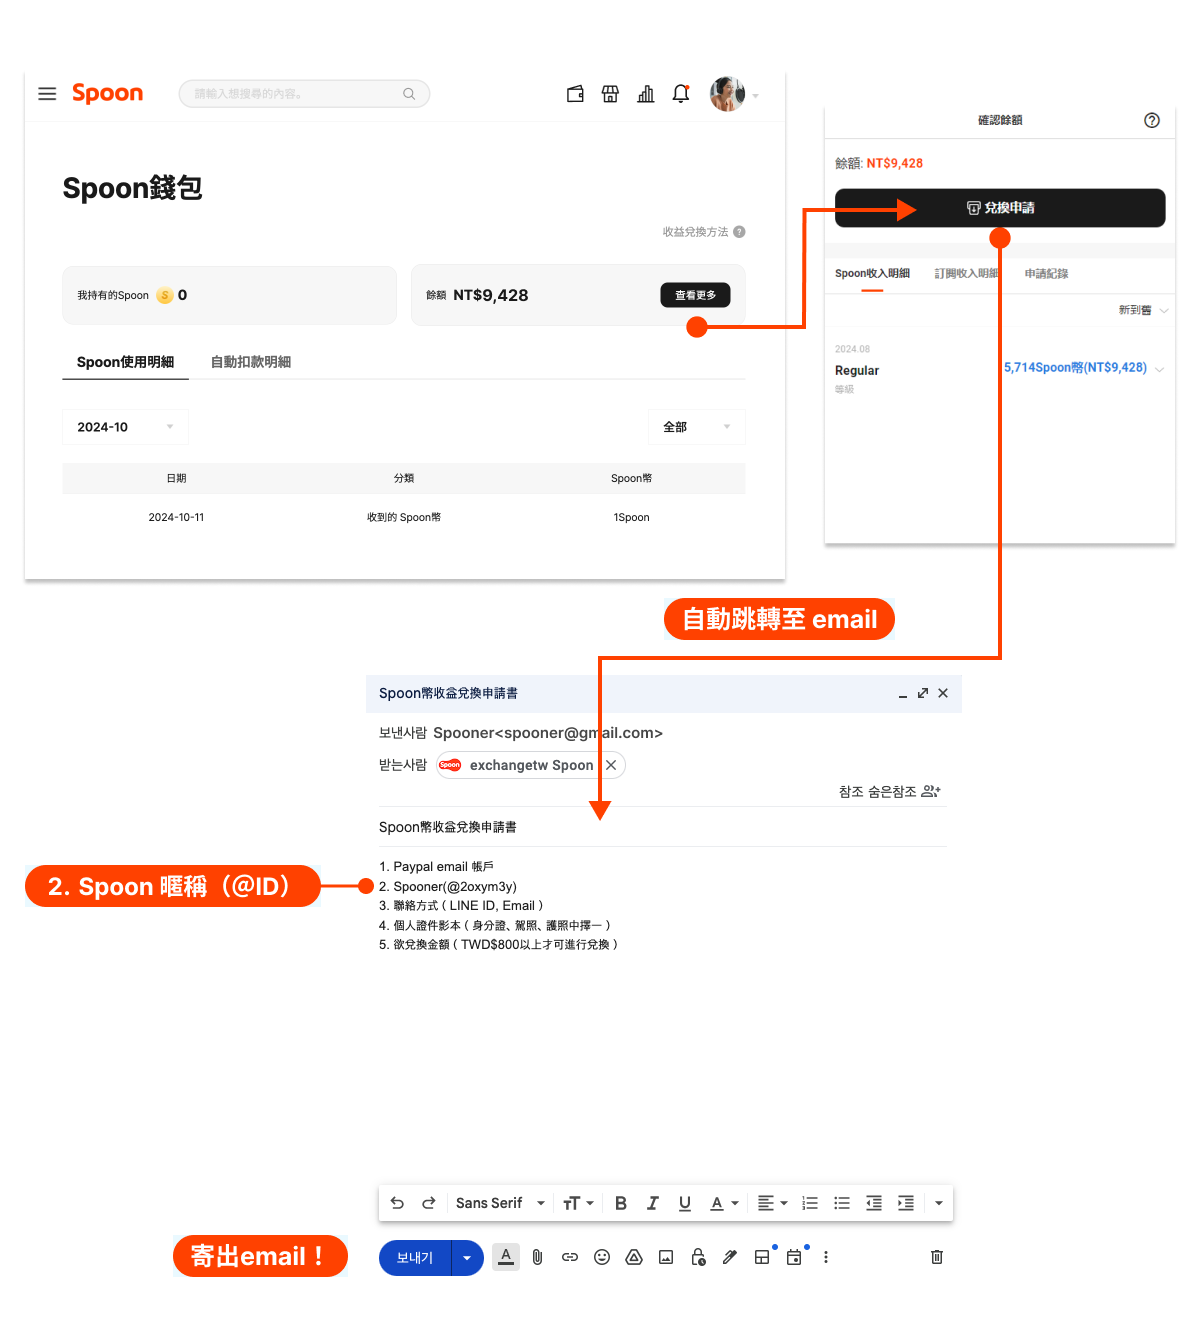 Spoon
請輸入想搜尋的內容。
Spoon錢包
收益兌換方法 ?
我持有的Spoon S 0
餘額 NT$9,428 查看更多
Spoon使用明細 自動扣款明細
2024-10 全部
日期 分類 Spoon幣
2024-10-11 收到的 Spoon幣 1Spoon
確認餘額 ?
餘額: NT$9,428
兌換申請
Spoon收入明細 訂閱收入明細 申請紀錄
新到舊
2024.08
Regular 5,714Spoon幣(NT$9,428)
等級
自動跳轉至 email
Spoon幣收益兌換申請書
보낸사람 Spooner<spooner@gmail.com>
받는사람 Spoon exchangetw Spoon
참조 숨은참조
Spoon幣收益兌換申請書
1. Paypal email 帳戶
2. Spoon 暱稱（@ID）
2. Spooner(@2oxym3y)
3. 聯絡方式（LINE ID, Email）
4. 個人證件影本（身分證、駕照、護照中擇一）
5. 欲兌換金額（TWD$800以上才可進行兌換）
Sans Serif
寄出email！
보내기